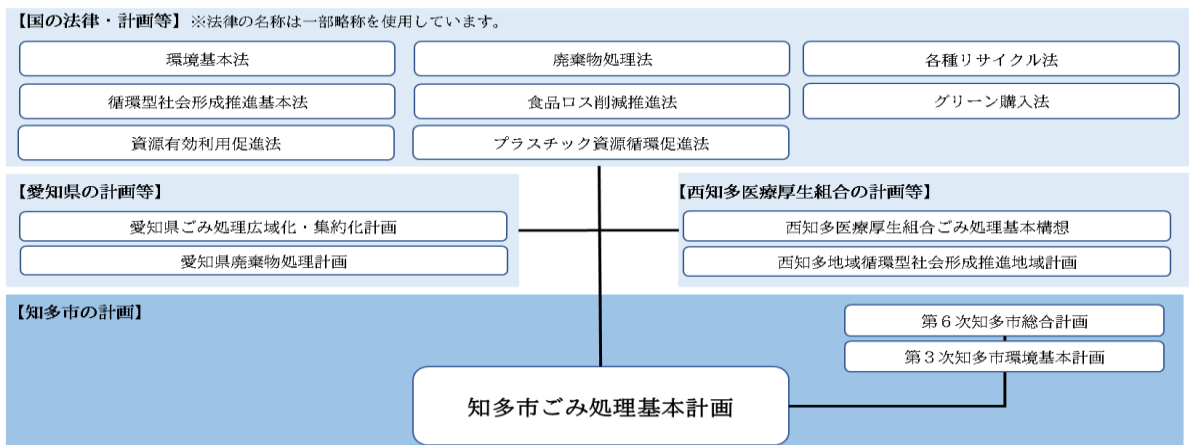 【国の法律・計画等】※法律の名称は一部略称を使用しています。
環境基本法
廃棄物処理法
各種リサイクル法
循環型社会形成推進基本法
食品ロス削減推進法
グリーン購入法
資源有効利用促進法
プラスチック資源循環促進法
【愛知県の計画等】
愛知県ごみ処理広域化・集約化計画
愛知県廃棄物処理計画
【西知多医療厚生組合の計画等】
西知多医療厚生組合ごみ処理基本構想
西知多地域循環型社会形成推進地域計画
【知多市の計画】
第6次知多市総合計画
第3次知多市環境基本計画
知多市ごみ処理基本計画